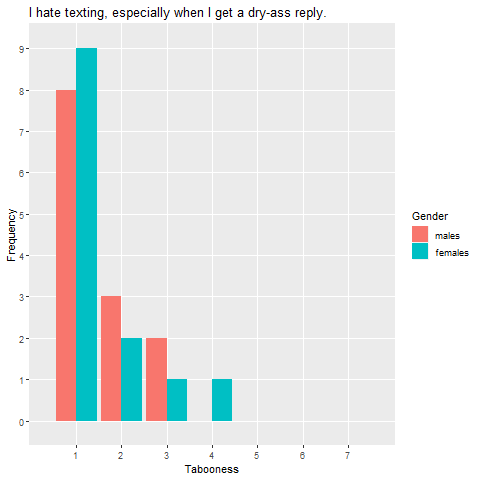 I hate texting, especially when I get a dry-ass reply.
9
8
7
6
5
4
3
2
1
0
Frequency
1 2 3 4 5 6 7
Tabooness
Gender
males
females